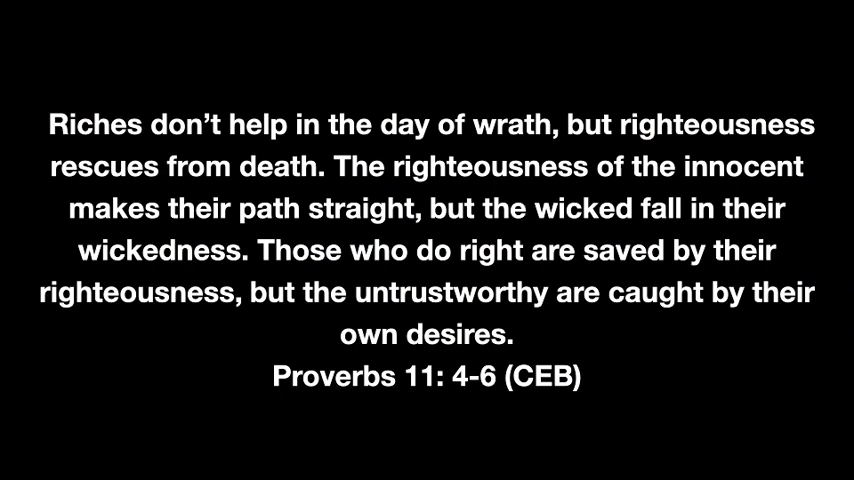 Riches don’t help in the day of wrath, but righteousness
rescues from death. The righteousness of the innocent
makes their path straight, but the wicked fall in their
wickedness. Those who do right are saved by their
righteousness, but the untrustworthy are caught by their
own desires.
Proverbs 11: 4-6 (CEB)